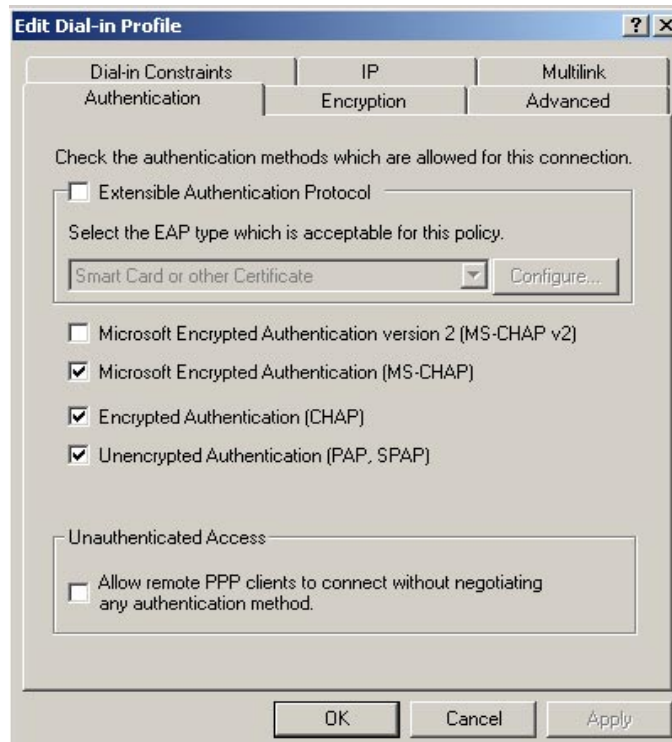 Edit Dial-in Profile
Dial-in Constraints
IP
Multilink
Authentication
Encryption
Advanced
Check the authentication methods which are allowed for this connection.
Extensible Authentication Protocol
Select the EAP type which is acceptable for this policy.
Smart Card or other Certificate
Configure...
Microsoft Encrypted Authentication version 2 (MS-CHAP v2)
Microsoft Encrypted Authentication (MS-CHAP)
Encrypted Authentication (CHAP)
Unencrypted Authentication (PAP, SPAP)
Unauthenticated Access
Allow remote PPP clients to connect without negotiating
any authentication method.
OK
Cancel
Apply